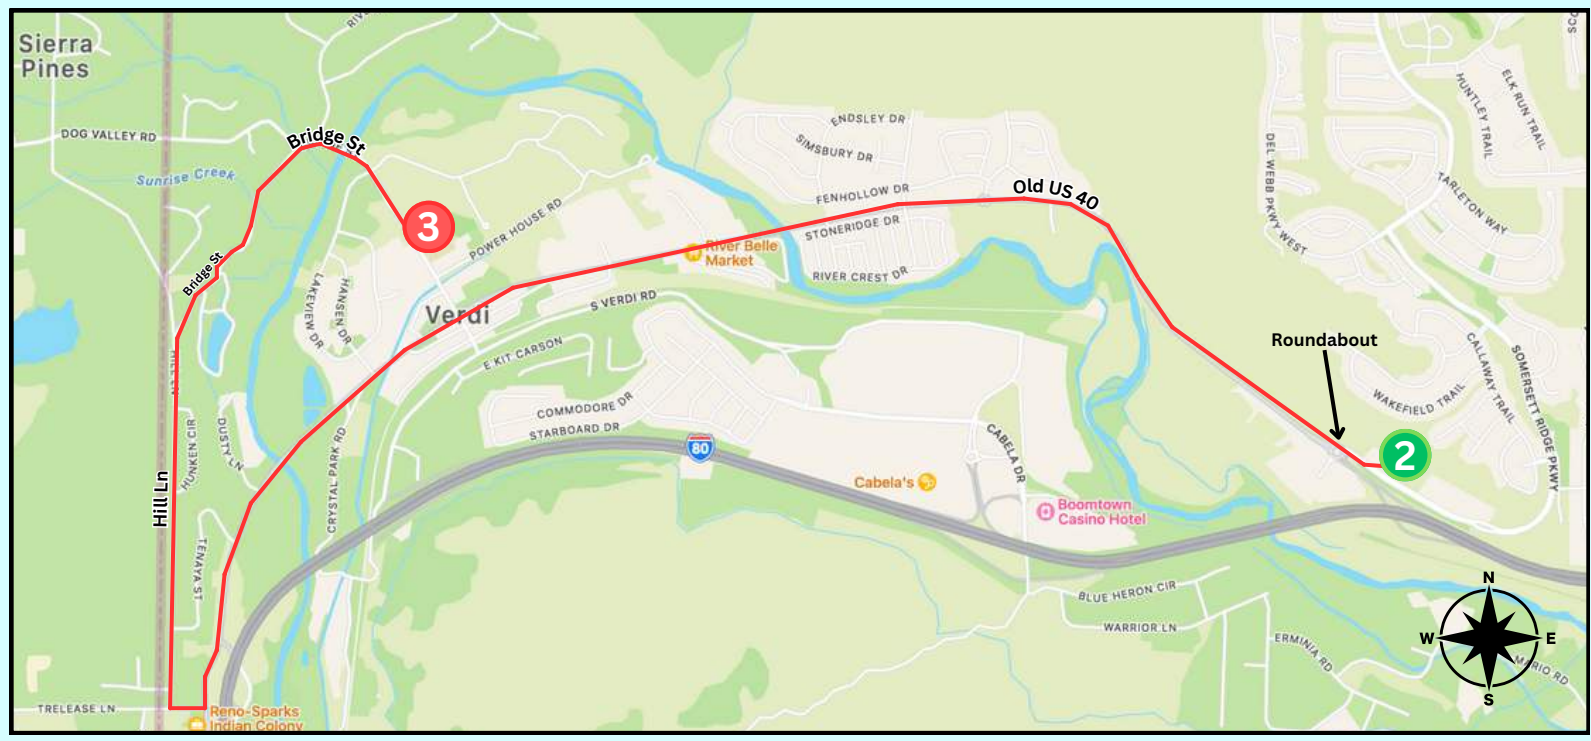 Sierra
Pines
DOG VALLEY RD
Bridge St
Sunrise Creek
3
POWER HOUSE RD
Bridge St
LAKEVIEW DR
HANSEN DR
Verdi
River Belle
Market
S VERDI RD
E KIT CARSON
ENDSLEY DR
SIMSBURY DR
FENHOLLOW DR
STONERIDGE DR
RIVER CREST DR
Old US 40
DEL WEBB PKWY WEST
HUNTLEY TRAIL
ELK RUN TRAIL
TARLETON WAY
Roundabout
WAKEFIELD TRAIL
CALLAWAY TRAIL
SOMERSETT RIDGE PKWY
2
HUNKEN CIR
DUSTY LN
Hill Ln
CRYSTAL PARK RD
COMMODORE DR
STARBOARD DR
80
Cabela's
CABELA DR
Boomtown
Casino Hotel
TENAYA ST
BLUE HERON CIR
WARRIOR LN
ERMINIA RD
MARIO RD
N
W
E
S
TRELEASE LN
Reno-Sparks
Indian Colony